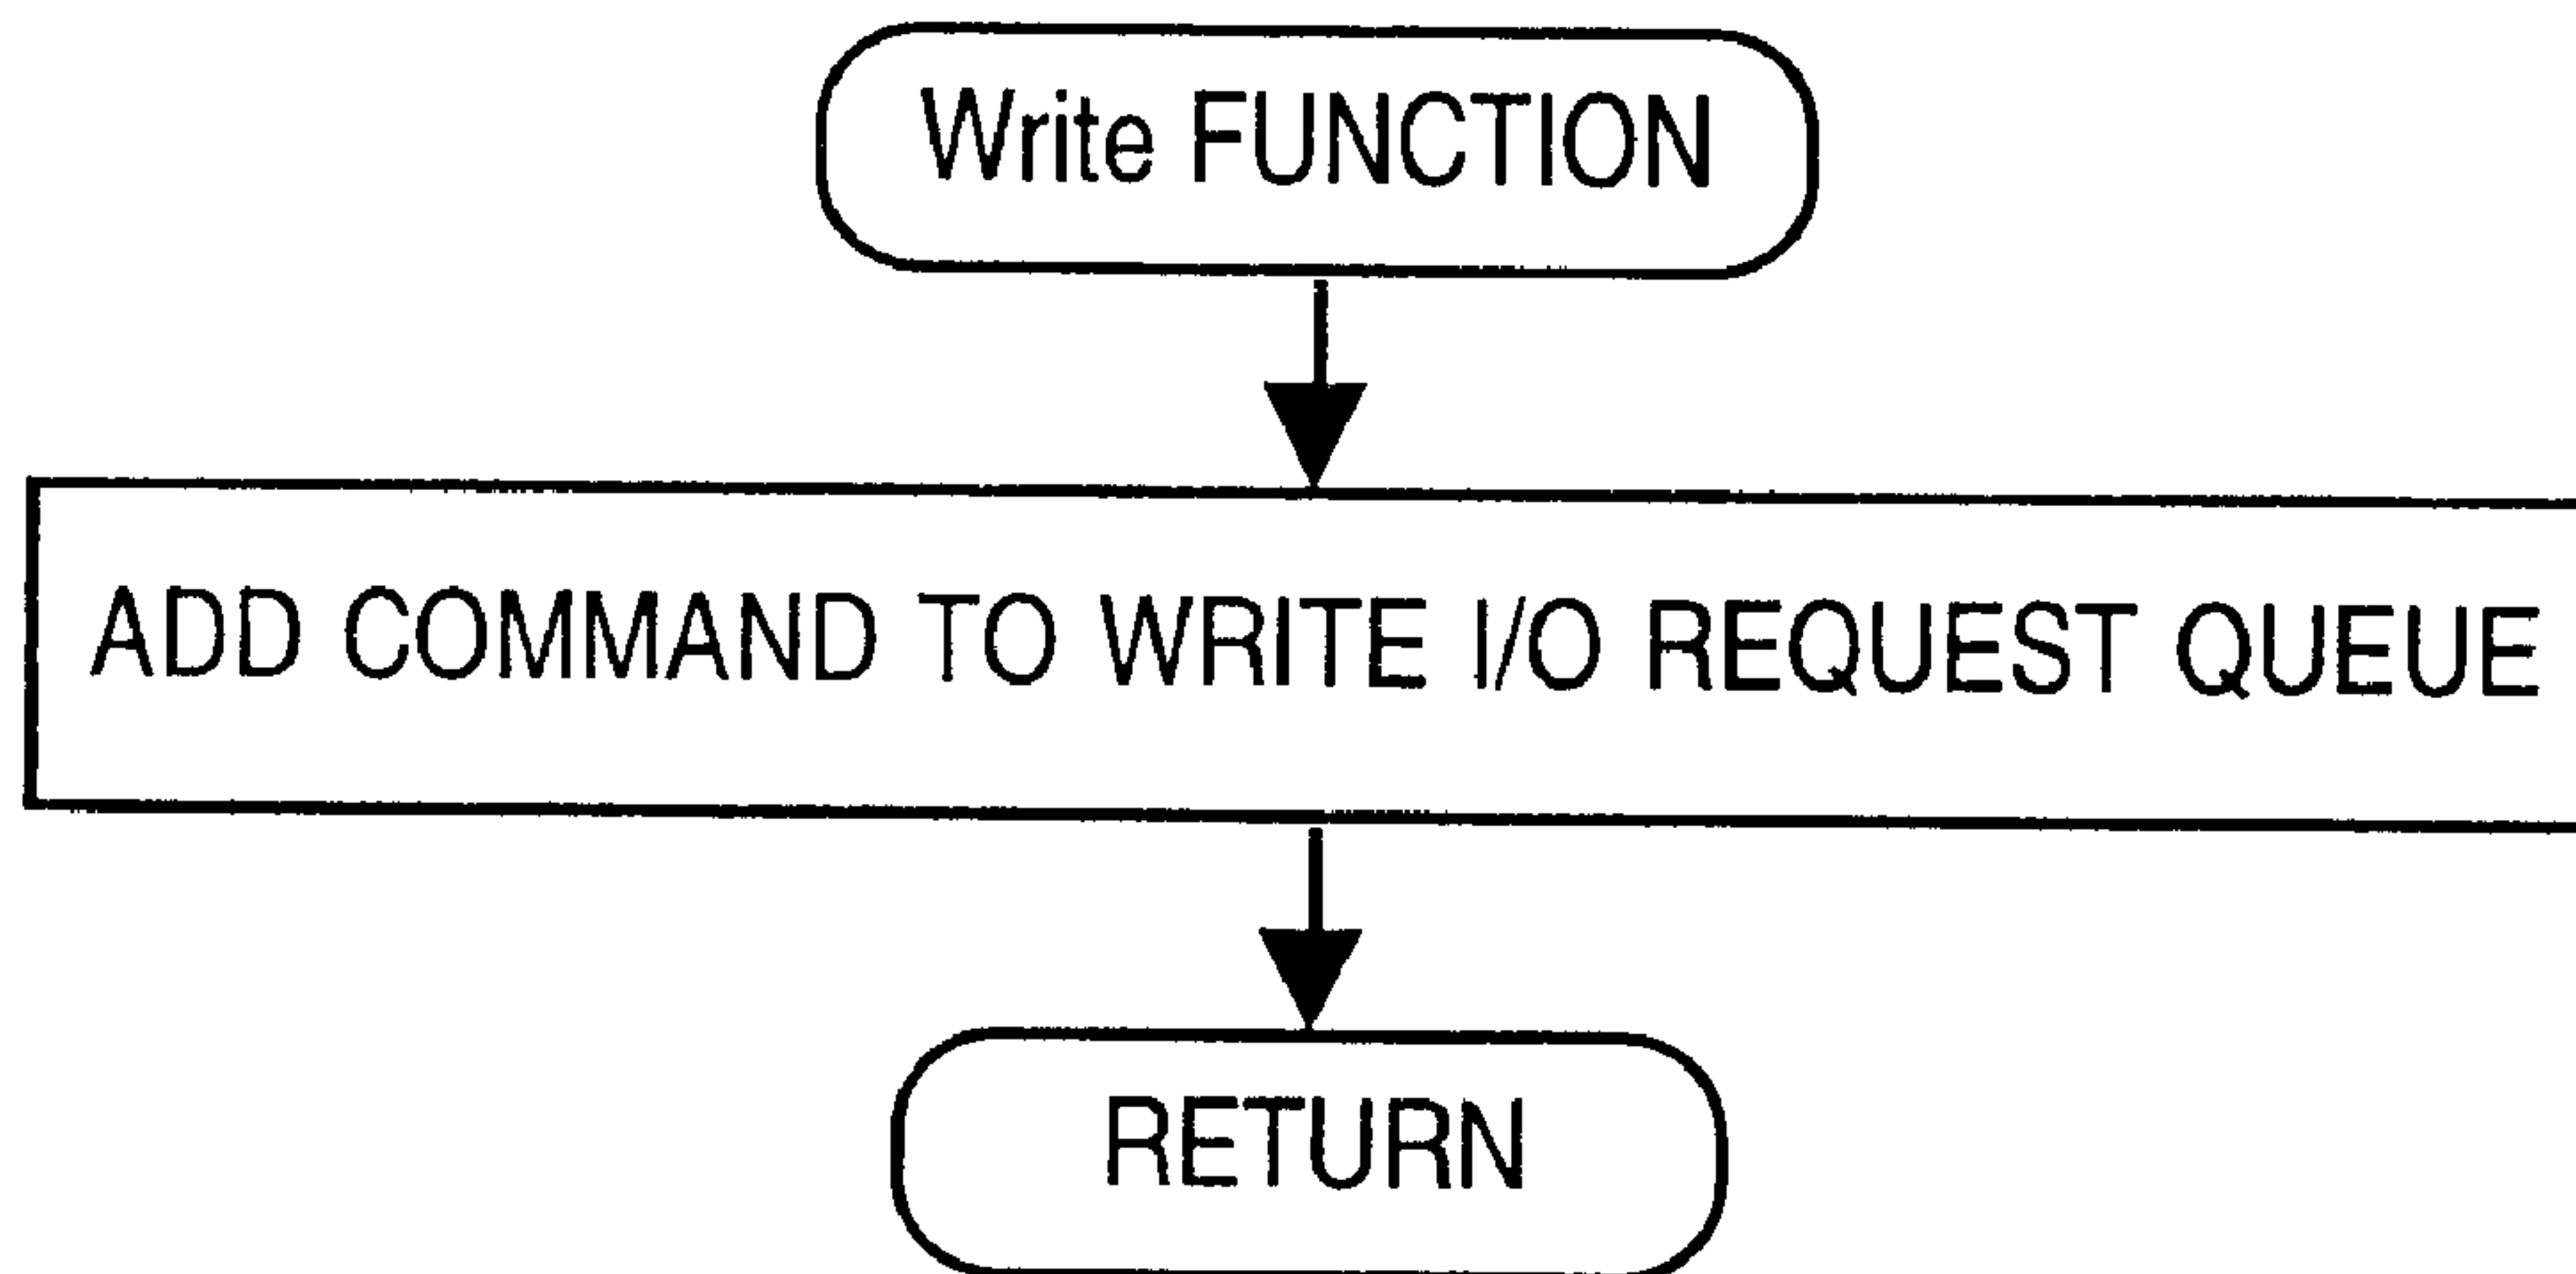 Write FUNCTION
ADD COMMAND TO WRITE I/O REQUEST QUEUE
RETURN